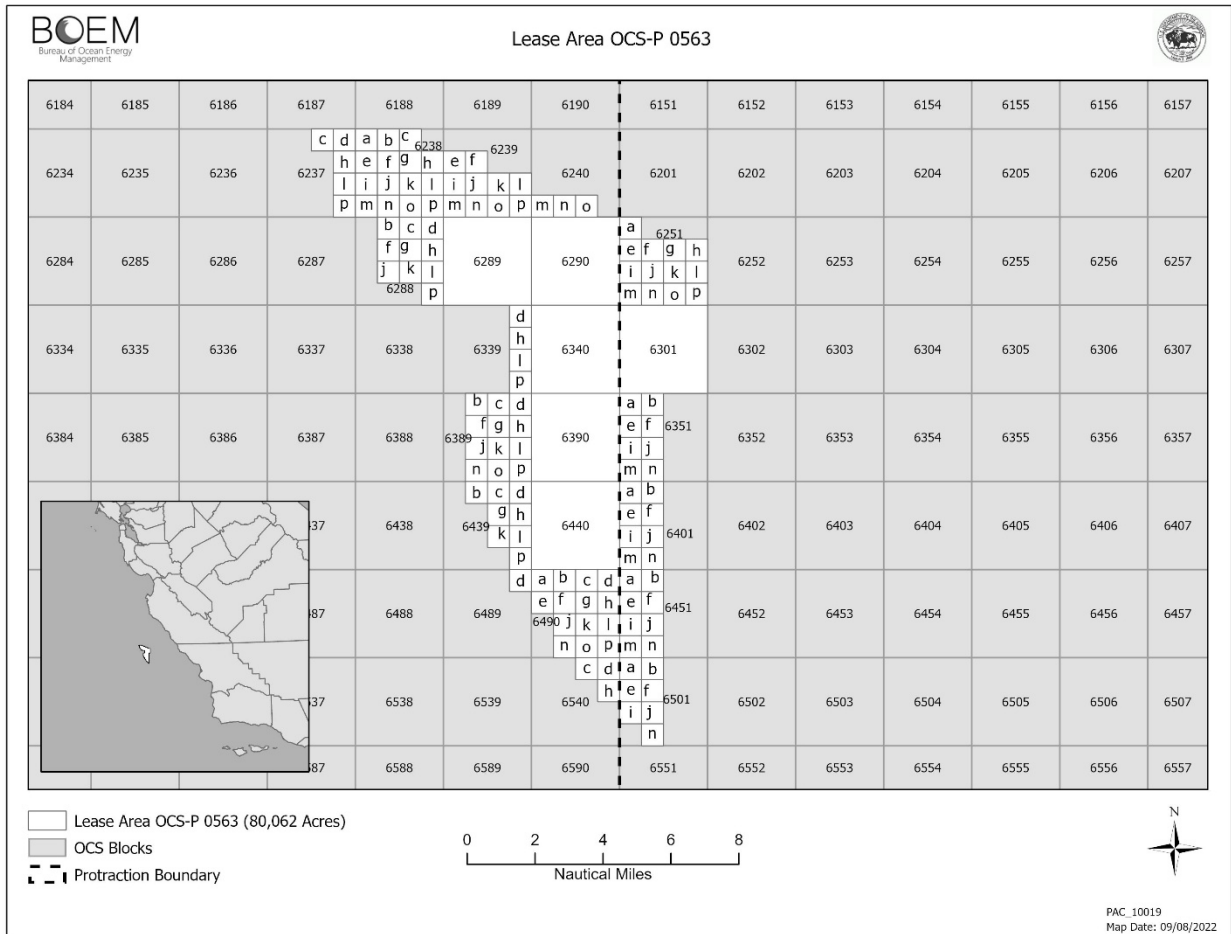 BOEM
Bureau of Ocean Energy
Management
Lease Area OCS-P 0563
6184 6185 6186 6187 6188 6189 6190 6151 6152 6153 6154 6155 6156 6157
c d a b c 6238
6234 6235 6236 6237 h e f g h e f 6239 6240 6201 6202 6203 6204 6205 6206 6207
l i j k l i j k l
p m n o p m n o p m n o
b c d a 6251
6284 6285 6286 6287 f g h 6289 6290 e f g h 6252 6253 6254 6255 6256 6257
j k l i j k l
6288 p m n o p
d
h
6334 6335 6336 6337 6338 6339 l 6340 6301 6302 6303 6304 6305 6306 6307
p
b c d a b
f g h e f 6351
6384 6385 6386 6387 6388 6389 j k l 6390 i j 6352 6353 6354 6355 6356 6357
n o p m n
b c d a b
g h e f
37 6438 6439 k l 6440 i j 6401 6402 6403 6404 6405 6406 6407
p m n
d a b c d a b
e f g h e f 6451
87 6488 6489 6490 j k l i j 6452 6453 6454 6455 6456 6457
n o p m n
c d a b
37 6538 6539 6540 h e f 6501 6502 6503 6504 6505 6506 6507
i j
n
87 6588 6589 6590 6551 6552 6553 6554 6555 6556 6557
Lease Area OCS-P 0563 (80,062 Acres)
OCS Blocks
Protraction Boundary
0 2 4 6 8
Nautical Miles
N
PAC_10019
Map Date: 09/08/2022